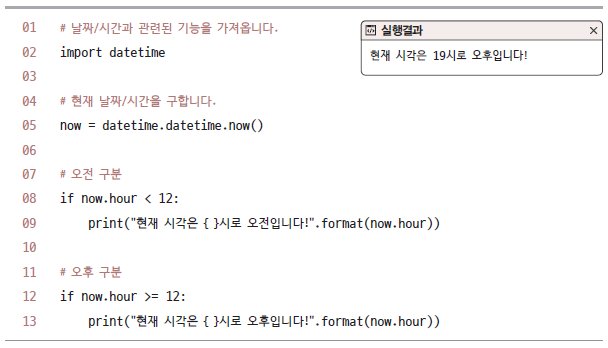 01 # 날짜/시간과 관련된 기능을 가져옵니다.
02 import datetime
03
04 # 현재 날짜/시간을 구합니다.
05 now = datetime.datetime.now()
06
07 # 오전 구분
08 if now.hour < 12:
09     print("현재 시각은 { }시로 오전입니다!".format(now.hour))
10
11 # 오후 구분
12 if now.hour >= 12:
13     print("현재 시각은 { }시로 오후입니다!".format(now.hour))
실행결과 ×
현재 시각은 19시로 오후입니다!